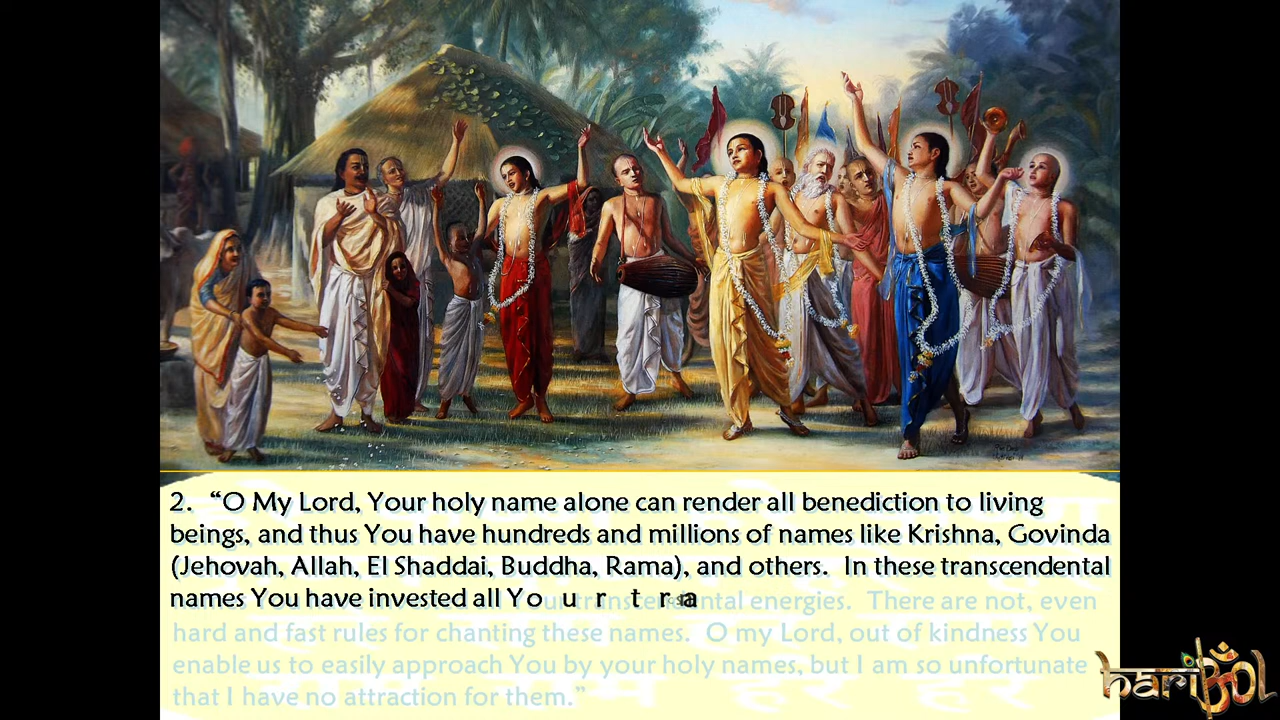 2. “O My Lord, Your holy name alone can render all benediction to living
beings, and thus You have hundreds and millions of names like Krishna, Govinda
(Jehovah, Allah, El Shaddai, Buddha, Rama), and others. In these transcendental
names You have invested all Your transcendental energies. There are not, even
hard and fast rules for chanting these names. O my Lord, out of kindness You
enable us to easily approach You by your holy names, but I am so unfortunate
that I have no attraction for them.”
haribol